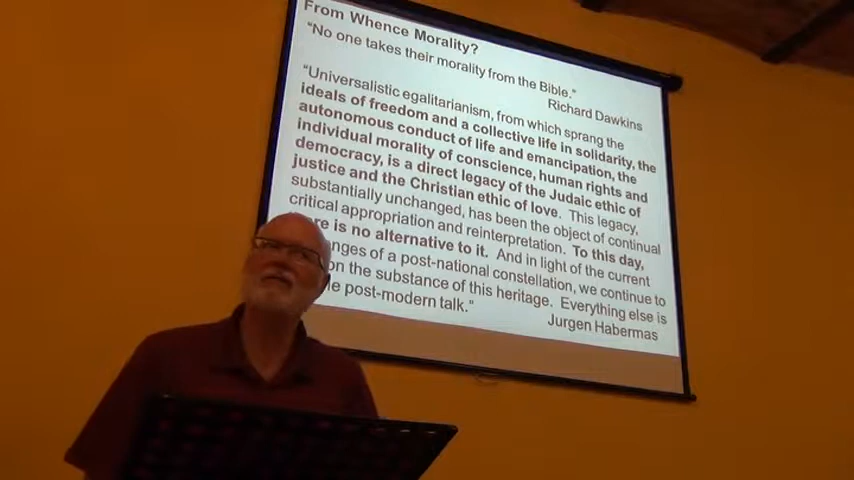 From Whence Morality?
"No one takes their morality from the Bible."
Richard Dawkins
"Universalistic egalitarianism, from which sprang the
ideals of freedom and a collective life in solidarity, the
autonomous conduct of life and emancipation, the
individual morality of conscience, human rights and
democracy, is a direct legacy of the Judaic ethic of
justice and the Christian ethic of love. This legacy,
substantially unchanged, has been the object of continual
critical appropriation and reinterpretation. To this day,
is no alternative to it. And in light of the current
of a post-national constellation, we continue to
on the substance of this heritage. Everything else is
post-modern talk."
Jurgen Habermas